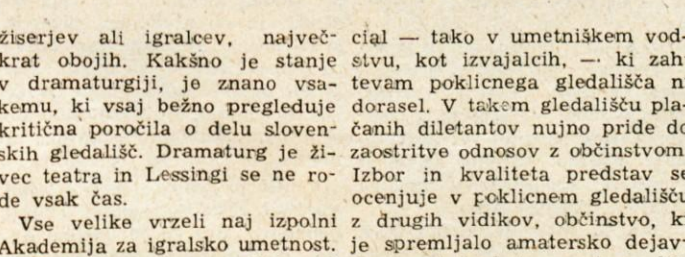 žiserjev ali igralcev, največ-
krat obojih. Kakšno je stanje
v dramaturgiji, je znano vsa-
kemu, ki vsaj bežno pregleduje
kritična poročila o delu sloven-
skih gledališč. Dramaturg je ži-
vec teatra in Lessingi se ne ro-
de vsak čas.
Vse velike vrzeli naj izpolni
Akademija za igralsko umetnost.
cial — tako v umetniškem vod-
stvu, kot izvajalcih, — ki zah
tevam poklicnega gledališča n
dorasel. V takem gledališču pla-
čanih diletantov nujno pride do
zaostritve odnosov z občinstvom
Izbor in kvaliteta predstav se
ocenjuje v poklicnem gledališču
z drugih vidikov, občinstvo, k
je spremljalo amatersko dejav-